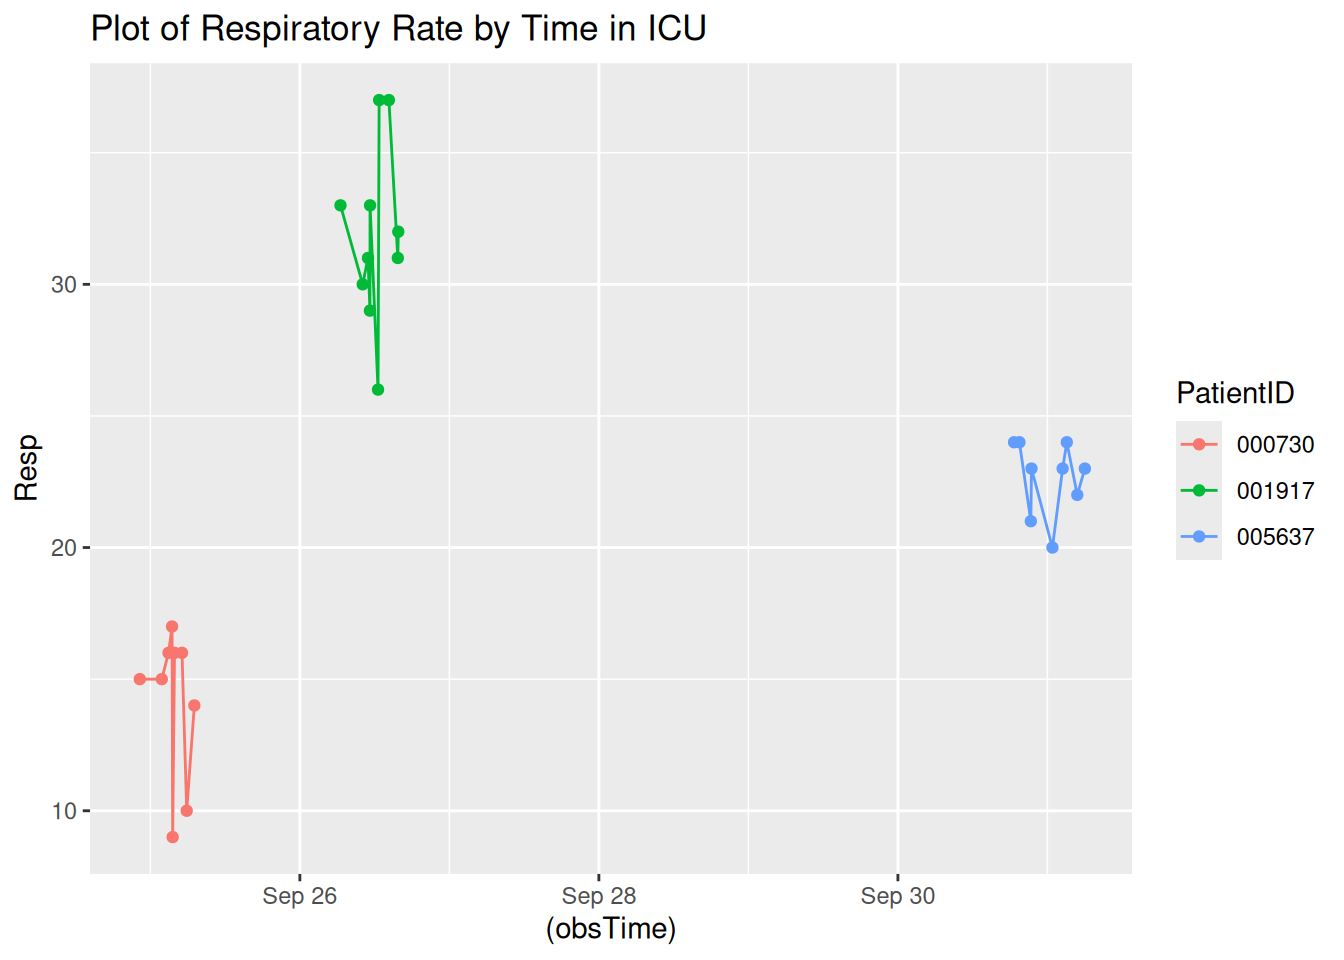 Plot of Respiratory Rate by Time in ICU
Resp
30
20
10
Sep 26
Sep 28
Sep 30
(obsTime)
PatientID
000730
001917
005637